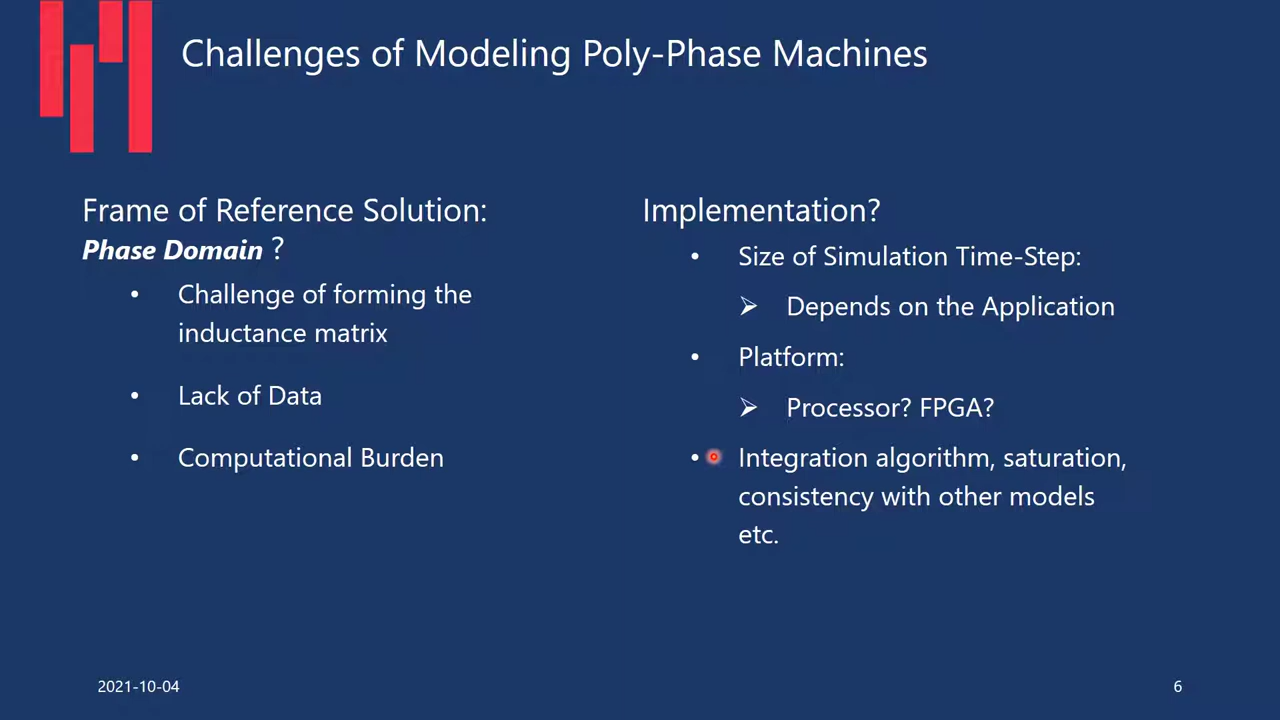 Challenges of Modeling Poly-Phase Machines
Frame of Reference Solution:
Phase Domain ?
• Challenge of forming the
inductance matrix
• Lack of Data
• Computational Burden
Implementation?
• Size of Simulation Time-Step:
➢ Depends on the Application
• Platform:
➢ Processor? FPGA?
• Integration algorithm, saturation,
consistency with other models
etc.
2021-10-04
6